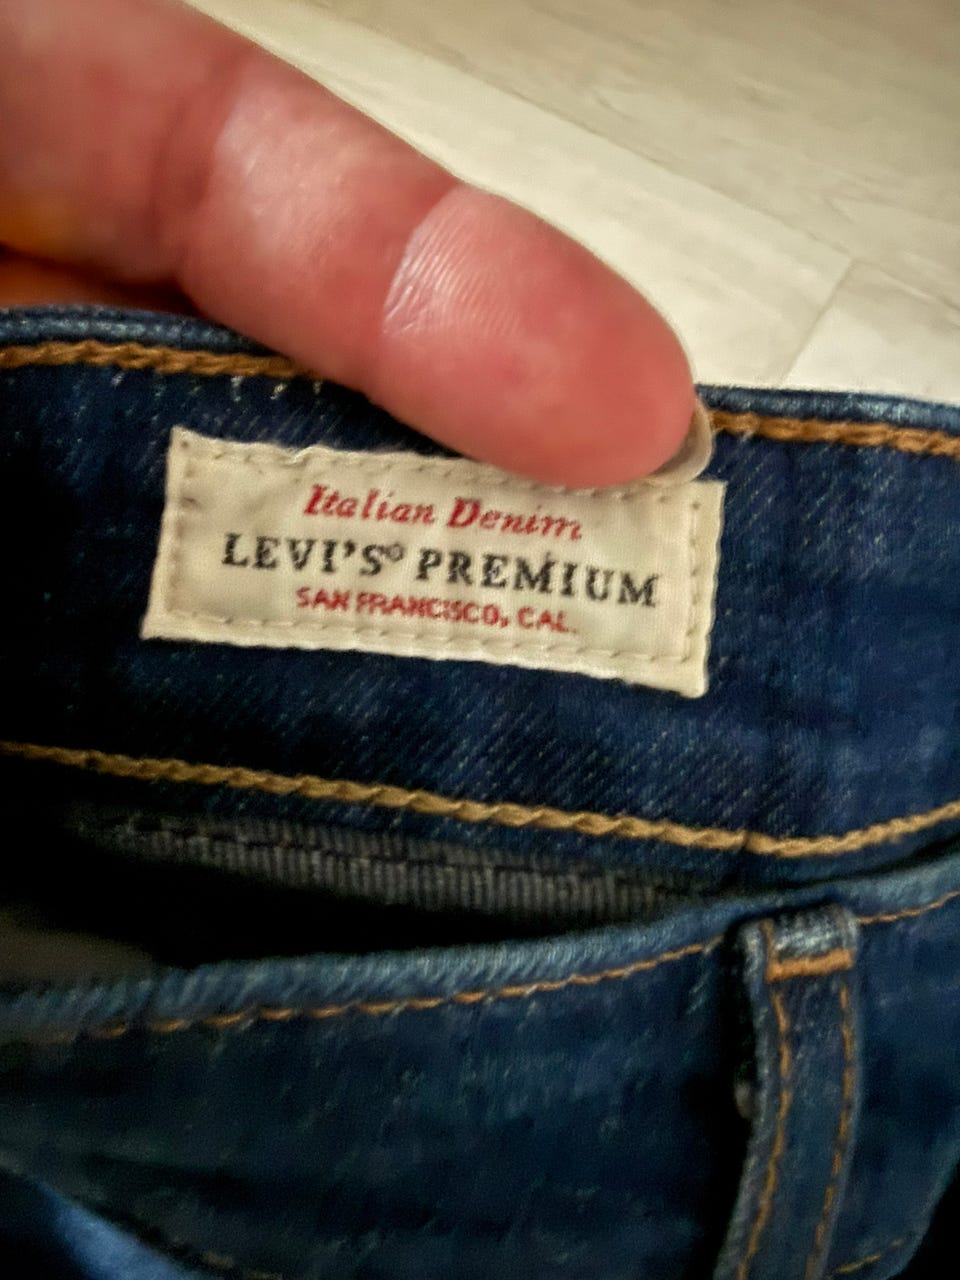 Italian Denim
LEVI'S® PREMIUM
SAN FRANCISCO, CAL.